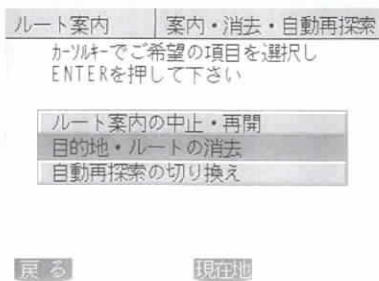 ルート案内 案内・消去・自動再探索
カーソルキーでご希望の項目を選択し
ENTERを押して下さい
ルート案内の中止・再開
目的地・ルートの消去
自動再探索の切り換え
戻る 現在地